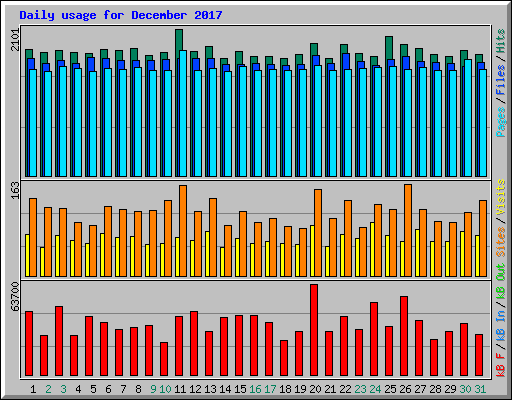 Daily usage for December 2017
2101
Pages / Files / Hits
163
Visits / Sites
63700
kB F / kB In / kB Out
1 2 3 4 5 6 7 8 9 10 11 12 13 14 15 16 17 18 19 20 21 22 23 24 25 26 27 28 29 30 31